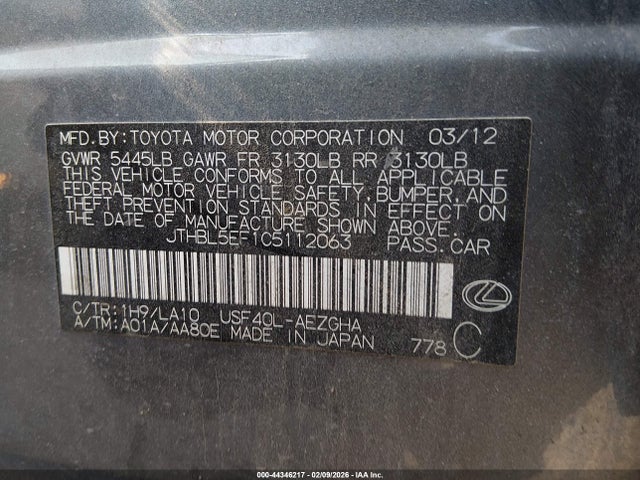 MFD. BY: TOYOTA MOTOR CORPORATION 03/12
GVWR 5445LB GAWR FR 3130LB RR 3130LB
THIS VEHICLE CONFORMS TO ALL APPLICABLE
FEDERAL MOTOR VEHICLE SAFETY, BUMPER, AND
THEFT PREVENTION STANDARDS IN EFFECT ON
THE DATE OF MANUFACTURE SHOWN ABOVE.
JTHBL5EF1C5112063 PASS.CAR
C/TR: 1H9/LA10 USF40L-AEZGHA
A/TM: A01A/AA80E MADE IN JAPAN 778 C
000-44346217 - 02/09/2026 - IAA Inc.